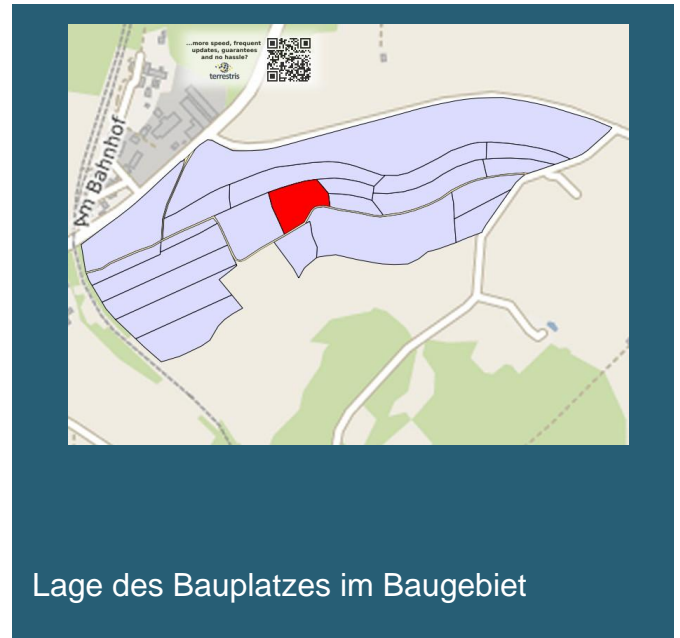 ...more speed, frequent
updates, guarantees
and no hassle?
terrestris
Am Bahnhof
Lage des Bauplatzes im Baugebiet